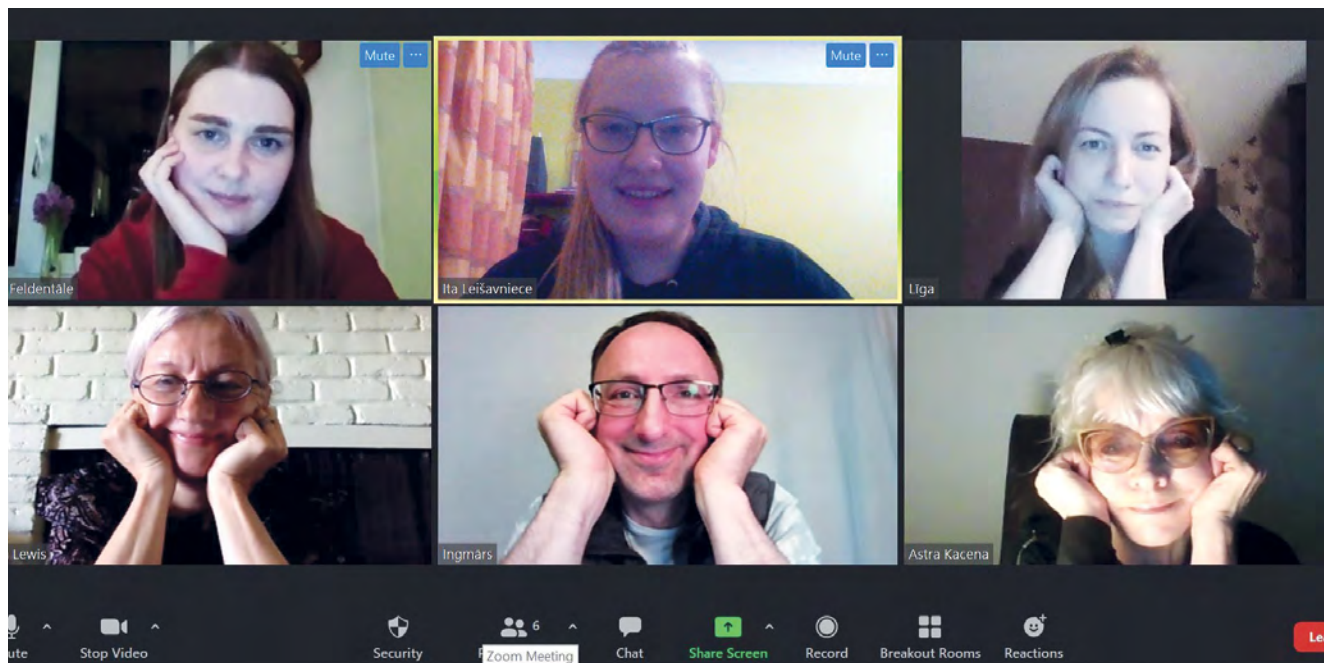 Mute ...
Mute ...
Feldentāle
Ita Leišavniece
Līga
Lewis
Ingmārs
Astra Kacena
6
Stop Video
Security
Chat
Share Screen
Record
Breakout Rooms
Reactions
Zoom Meeting